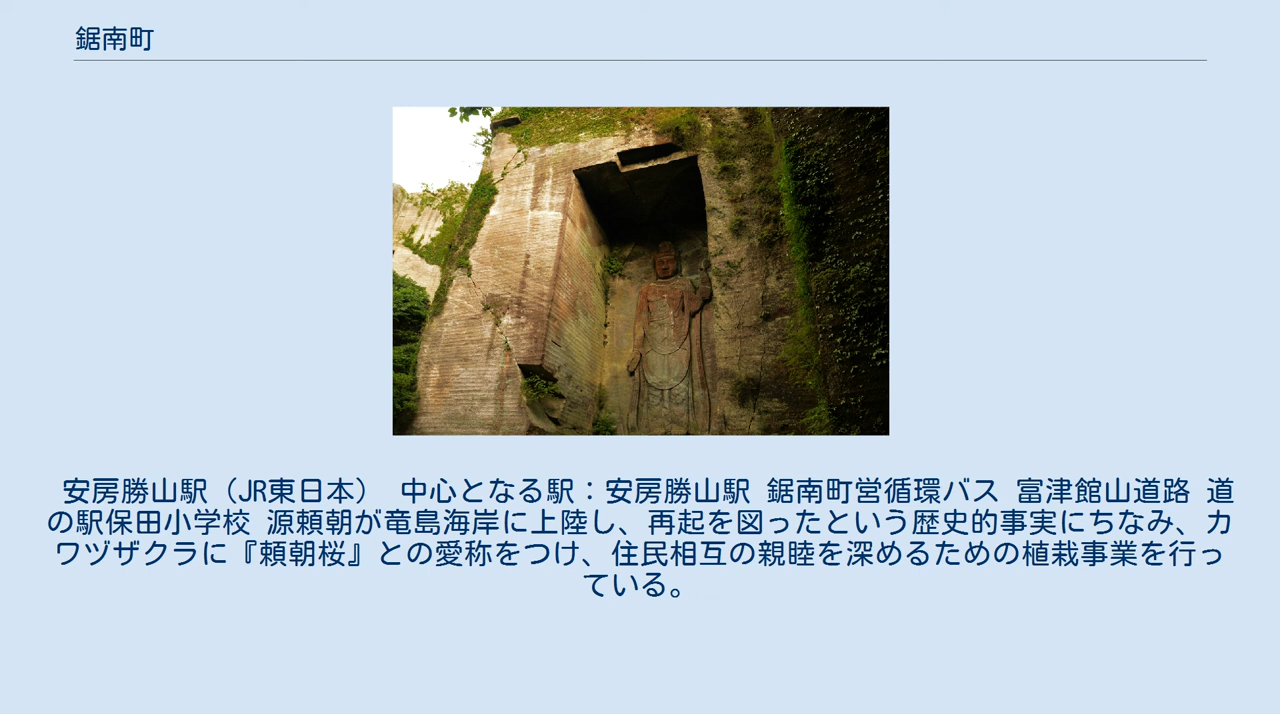 鋸南町
安房勝山駅（JR東日本） 中心となる駅：安房勝山駅 鋸南町営循環バス 富津館山道路 道
の駅保田小学校 源頼朝が竜島海岸に上陸し、再起を図ったという歴史的事実にちなみ、カ
ワヅザクラに『頼朝桜』との愛称をつけ、住民相互の親睦を深めるための植栽事業を行っ
ている。